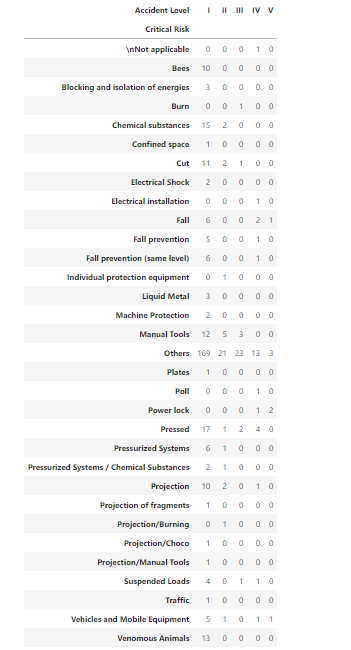 Accident Level I II III IV V
Critical Risk
\nNot applicable 0 0 0 1 0
Bees 10 0 0 0 0
Blocking and isolation of energies 3 0 0 0 0
Burn 0 0 1 0 0
Chemical substances 15 2 0 0 0
Confined space 1 0 0 0 0
Cut 11 2 1 0 0
Electrical Shock 2 0 0 0 0
Electrical installation 0 0 0 1 0
Fall 6 0 0 2 1
Fall prevention 5 0 0 1 0
Fall prevention (same level) 6 0 0 1 0
Individual protection equipment 0 1 0 0 0
Liquid Metal 3 0 0 0 0
Machine Protection 2 0 0 0 0
Manual Tools 12 5 3 0 0
Others 169 21 23 13 3
Plates 1 0 0 0 0
Poll 0 0 0 1 0
Power lock 0 0 0 1 2
Pressed 17 1 2 4 0
Pressurized Systems 6 1 0 0 0
Pressurized Systems / Chemical Substances 2 1 0 0 0
Projection 10 2 0 1 0
Projection of fragments 1 0 0 0 0
Projection/Burning 0 1 0 0 0
Projection/Choco 1 0 0 0 0
Projection/Manual Tools 1 0 0 0 0
Suspended Loads 4 0 1 1 0
Traffic 1 0 0 0 0
Vehicles and Mobile Equipment 5 1 0 1 1
Venomous Animals 13 0 0 0 0